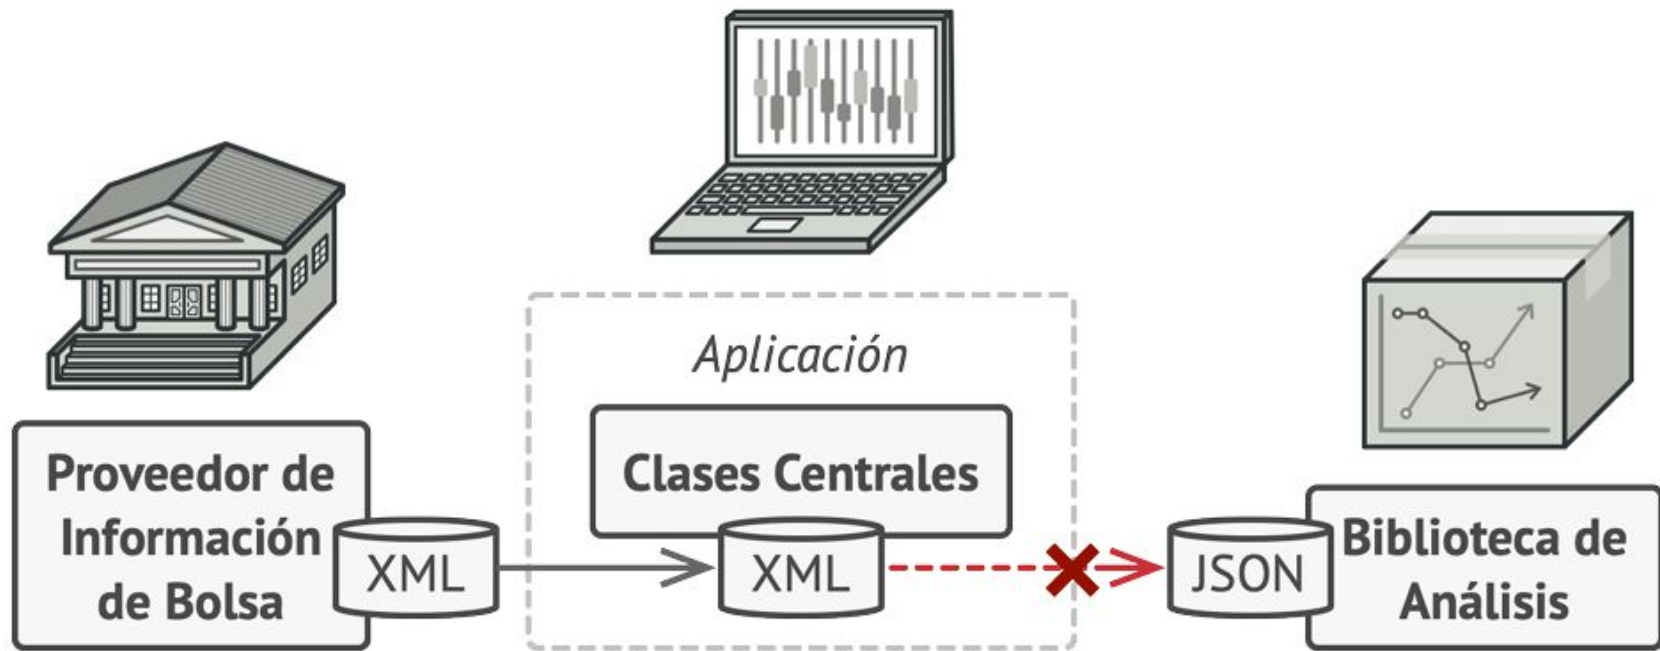 Aplicación
Proveedor de
Información
de Bolsa
XML
Clases Centrales
XML
JSON
Biblioteca de
Análisis